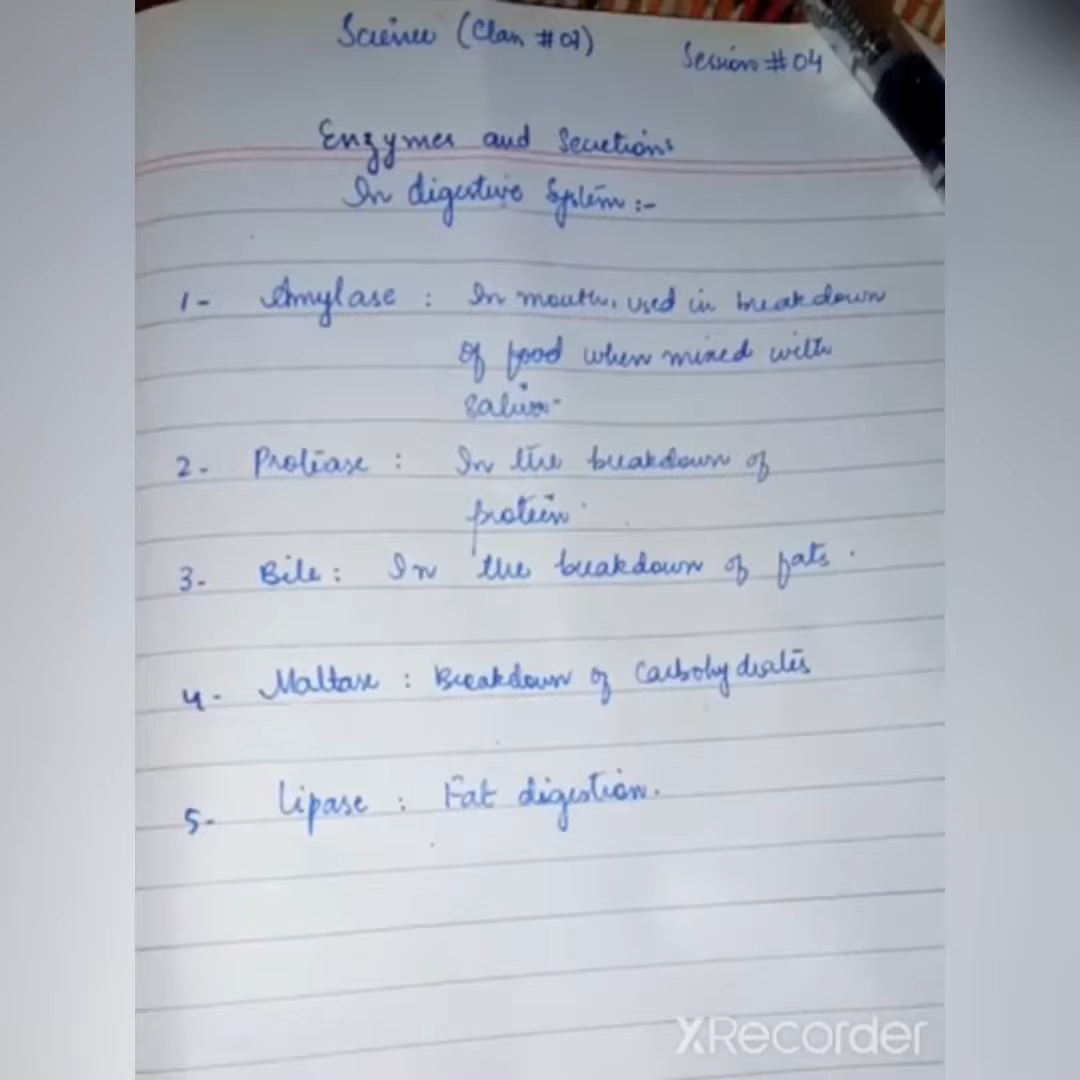 Science (Class #07)
Session #04
Enzymes and Secretions
In digestive System :-
1- Amylase : In mouth, used in breakdown
of food when mixed with
saliva.
2- Protease : In the breakdown of
protein.
3- Bile : In the breakdown of fats.
4- Maltase : Breakdown of Carbohydrates
5- Lipase : Fat digestion.
XRecorder